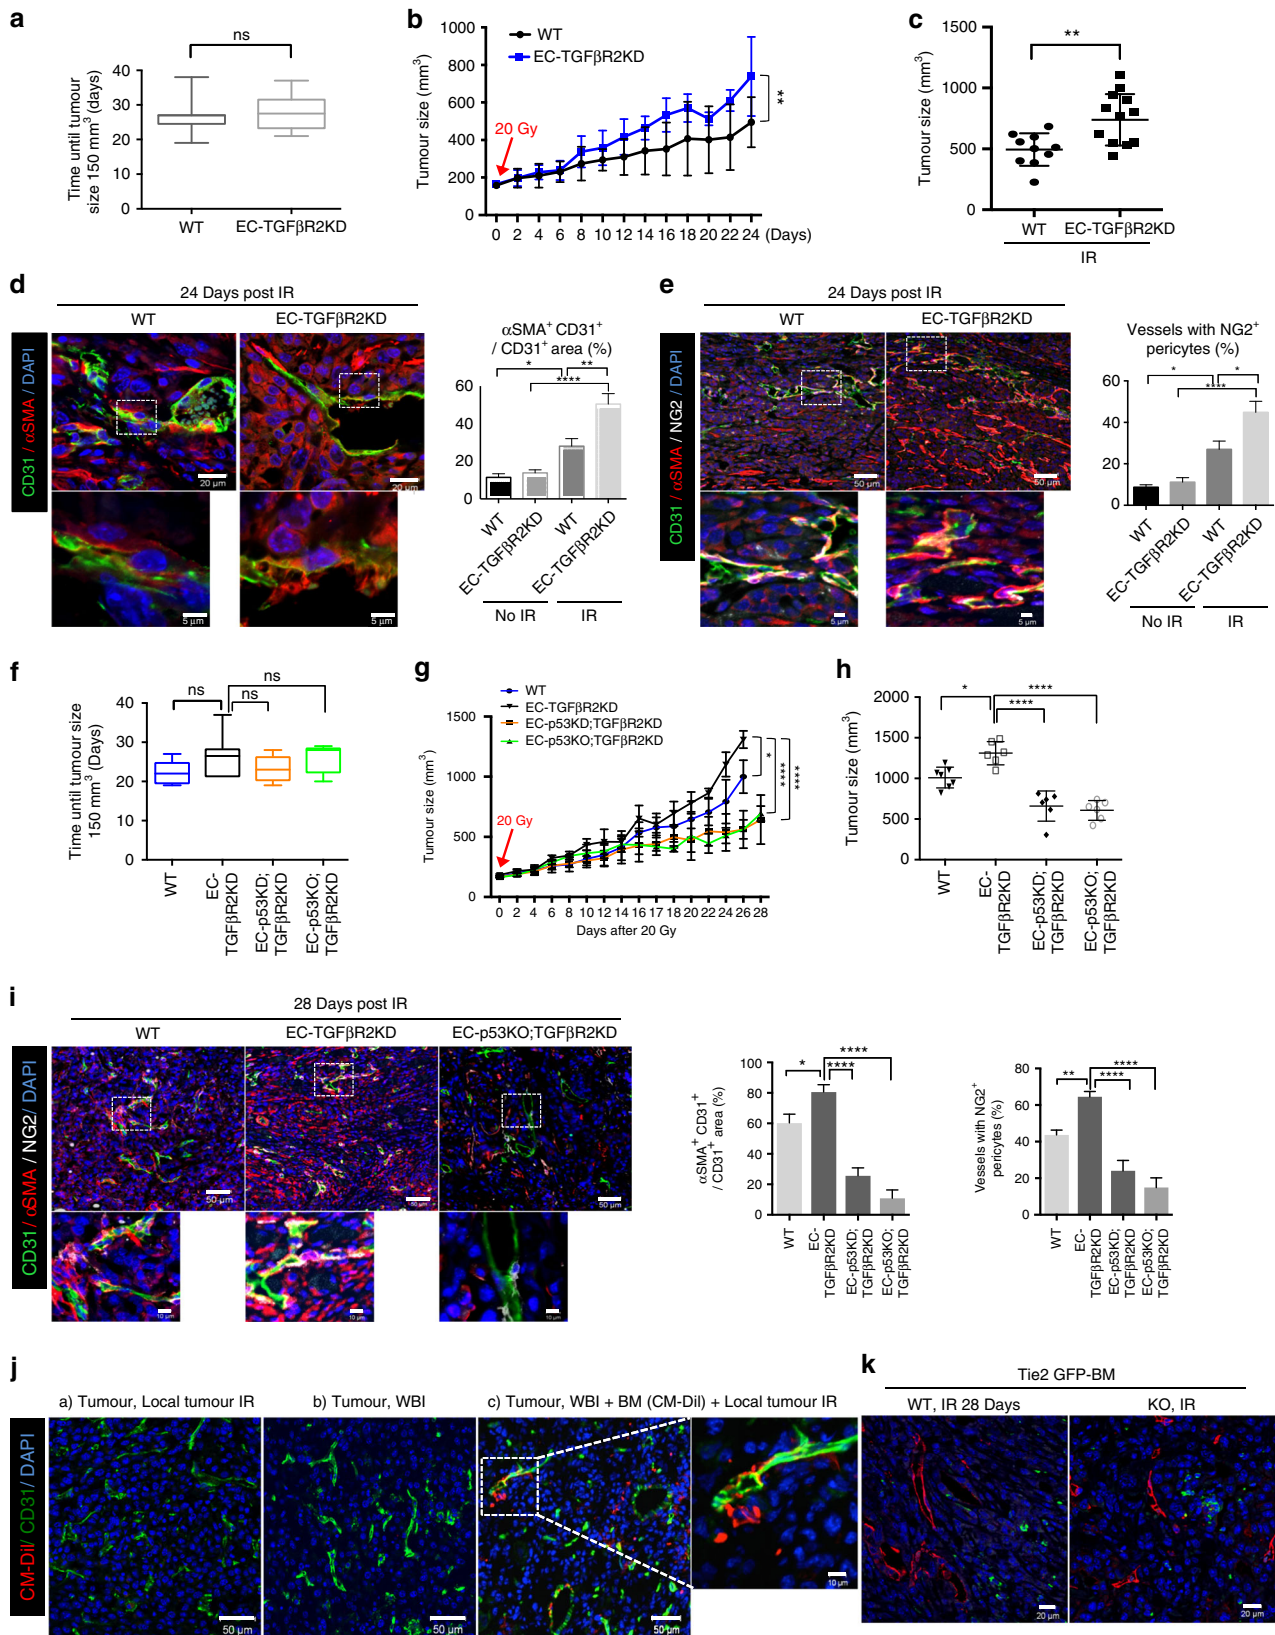 a
ns
Time until tumour
size 150 mm³ (days)
40
30
20
10
0
WT
EC-TGFβR2KD
b
WT
EC-TGFβR2KD
Tumour size (mm³)
1000
800
600
400
200
0
20 Gy
**
0 2 4 6 8 10 12 14 16 18 20 22 24 (Days)
c
**
Tumour size (mm³)
1500
1000
500
0
WT
EC-TGFβR2KD
IR
d
24 Days post IR
WT
EC-TGFβR2KD
CD31 / αSMA / DAPI
20 μm
20 μm
5 μm
5 μm
αSMA⁺ CD31⁺
/ CD31⁺ area (%)
* **
****
60
40
20
0
WT
EC-TGFβR2KD
WT
EC-TGFβR2KD
No IR
IR
e
24 Days post IR
WT
EC-TGFβR2KD
CD31 / αSMA / NG2 / DAPI
50 μm
50 μm
5 μm
5 μm
Vessels with NG2⁺
pericytes (%)
* *
****
60
40
20
0
WT
EC-TGFβR2KD
WT
EC-TGFβR2KD
No IR
IR
f
ns
ns
ns
Time until tumour size
150 mm³ (Days)
40
30
20
10
0
WT
EC-
TGFβR2KD
EC-p53KD;
TGFβR2KD
EC-p53KO;
TGFβR2KD
g
WT
EC-TGFβR2KD
EC-p53KD;TGFβR2KD
EC-p53KO;TGFβR2KD
Tumour size (mm³)
1500
1000
500
0
20 Gy
*
****
****
0 2 4 6 8 10 12 14 16 17 18 20 22 24 26 28
Days after 20 Gy
h
* ****
****
Tumour size (mm³)
2000
1500
1000
500
0
WT
EC-
TGFβR2KD
EC-p53KD;
TGFβR2KD
EC-p53KO;
TGFβR2KD
i
28 Days post IR
WT
EC-TGFβR2KD
EC-p53KO;TGFβR2KD
CD31 / αSMA / NG2/ DAPI
50 μm
50 μm
50 μm
10 μm
10 μm
10 μm
αSMA⁺ CD31⁺
/ CD31⁺ area (%)
100
80
60
40
20
0
* ****
****
WT
EC-
TGFβR2KD
EC-p53KD;
TGFβR2KD
EC-p53KO;
TGFβR2KD
Vessels with NG2⁺
pericytes (%)
80
60
40
20
0
** ****
****
WT
EC-
TGFβR2KD
EC-p53KD;
TGFβR2KD
EC-p53KO;
TGFβR2KD
j
a) Tumour, Local tumour IR
b) Tumour, WBI
c) Tumour, WBI + BM (CM-Dil) + Local tumour IR
CM-Dil/ CD31/ DAPI
50 μm
50 μm
50 μm
10 μm
k
Tie2 GFP-BM
WT, IR 28 Days
KO, IR
20 μm
20 μm